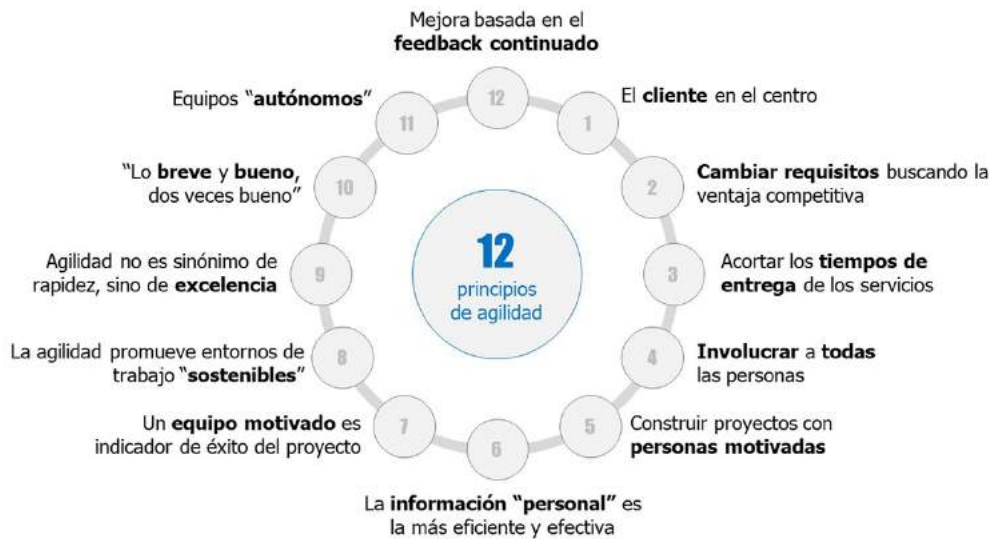 Mejora basada en el
feedback continuado
12
El cliente en el centro
1
Cambiar requisitos buscando la
ventaja competitiva
2
Acortar los tiempos de
entrega de los servicios
3
Involucrar a todas
las personas
4
Construir proyectos con
personas motivadas
5
La información “personal” es
la más eficiente y efectiva
6
Un equipo motivado es
indicador de éxito del proyecto
7
La agilidad promueve entornos de
trabajo “sostenibles”
8
Agilidad no es sinónimo de
rapidez, sino de excelencia
9
“Lo breve y bueno,
dos veces bueno”
10
Equipos “autónomos”
11
12
principios
de agilidad